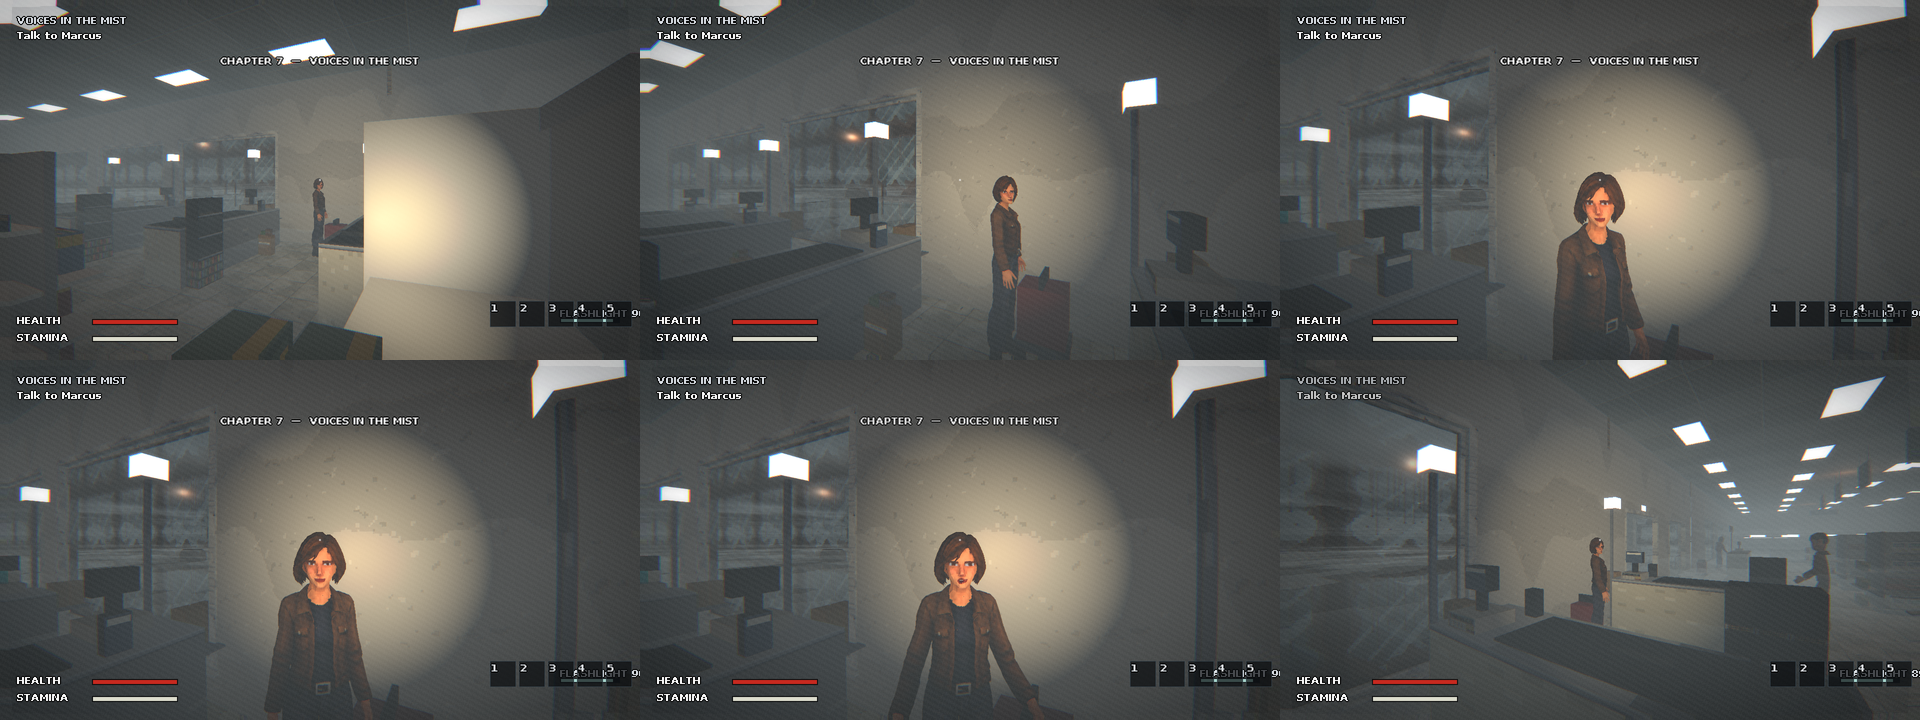 VOICES IN THE MIST
Talk to Marcus
CHAPTER 7 — VOICES IN THE MIST
1 2 3 4 5
FLASHLIGHT
HEALTH
STAMINA
VOICES IN THE MIST
Talk to Marcus
CHAPTER 7 — VOICES IN THE MIST
1 2 3 4 5
FLASHLIGHT
HEALTH
STAMINA
VOICES IN THE MIST
Talk to Marcus
CHAPTER 7 — VOICES IN THE MIST
1 2 3 4 5
FLASHLIGHT
HEALTH
STAMINA
VOICES IN THE MIST
Talk to Marcus
CHAPTER 7 — VOICES IN THE MIST
1 2 3 4 5
FLASHLIGHT
HEALTH
STAMINA
VOICES IN THE MIST
Talk to Marcus
CHAPTER 7 — VOICES IN THE MIST
1 2 3 4 5
FLASHLIGHT
HEALTH
STAMINA
VOICES IN THE MIST
Talk to Marcus
1 2 3 4 5
FLASHLIGHT
HEALTH
STAMINA